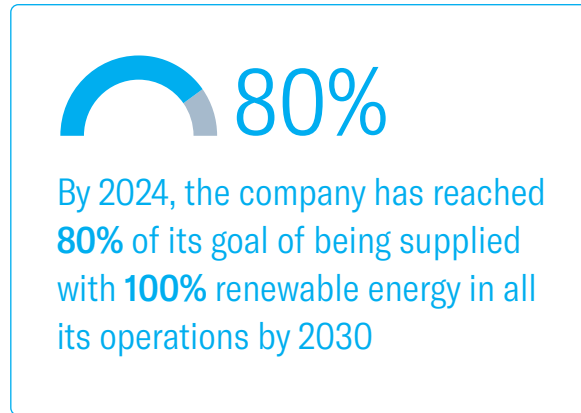 80%
By 2024, the company has reached
80% of its goal of being supplied
with 100% renewable energy in all
its operations by 2030